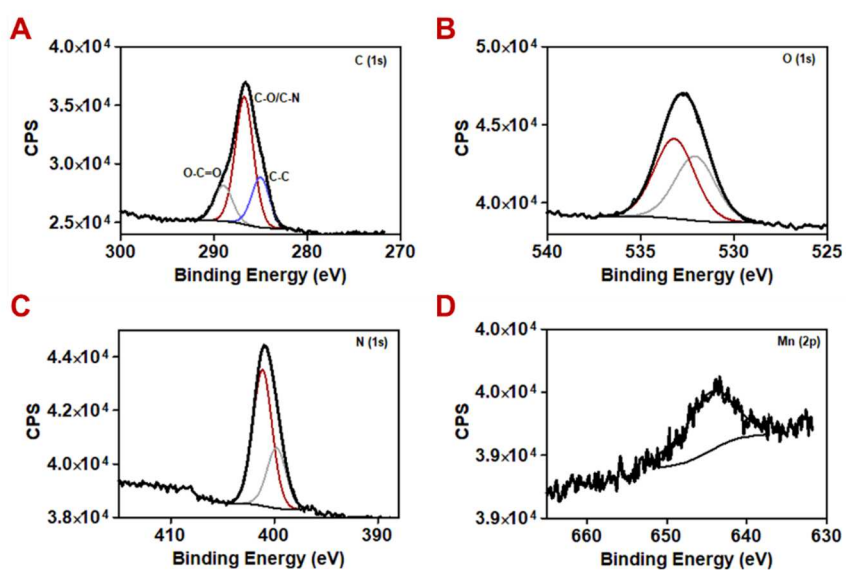 A
C (1s)
4.0×10⁴
3.5×10⁴
3.0×10⁴
2.5×10⁴
CPS
C-O/C-N
O-C=O
C-C
300 290 280 270
Binding Energy (eV)
B
O (1s)
5.0×10⁴
4.5×10⁴
4.0×10⁴
CPS
540 535 530 525
Binding Energy (eV)
C
N (1s)
4.4×10⁴
4.2×10⁴
4.0×10⁴
3.8×10⁴
CPS
410 400 390
Binding Energy (eV)
D
Mn (2p)
4.0×10⁴
4.0×10⁴
3.9×10⁴
3.9×10⁴
CPS
660 650 640 630
Binding Energy (eV)